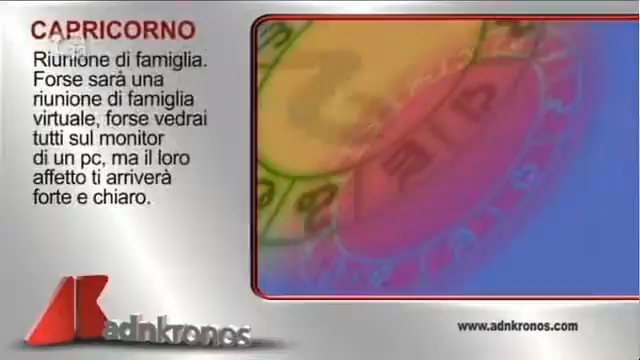 CAPRICORNO
Riunione di famiglia.
Forse sarà una
riunione di famiglia
virtuale, forse vedrai
tutti sul monitor
di un pc, ma il loro
affetto ti arriverà
forte e chiaro.
adnkronos
www.adnkronos.com